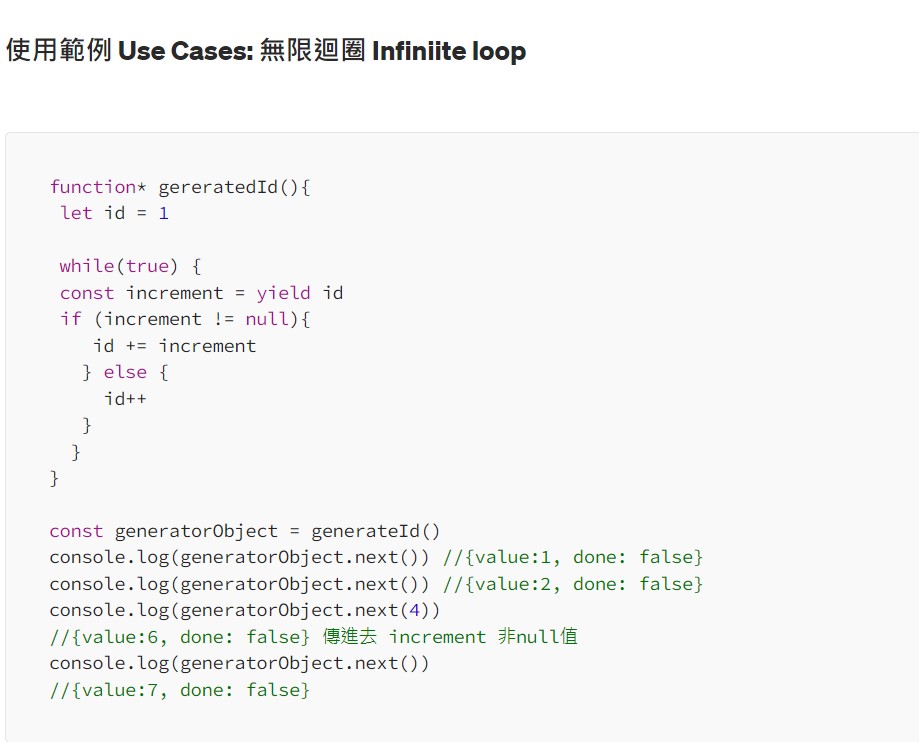 使用範例 Use Cases: 無限迴圈 Infiniite loop
function* gereratedId(){
let id = 1
while(true) {
const increment = yield id
if (increment != null){
id += increment
} else {
id++
}
}
}
const generatorObject = generateId()
console.log(generatorObject.next()) //{value:1, done: false}
console.log(generatorObject.next()) //{value:2, done: false}
console.log(generatorObject.next(4))
//{value:6, done: false} 傳進去 increment 非null值
console.log(generatorObject.next())
//{value:7, done: false}